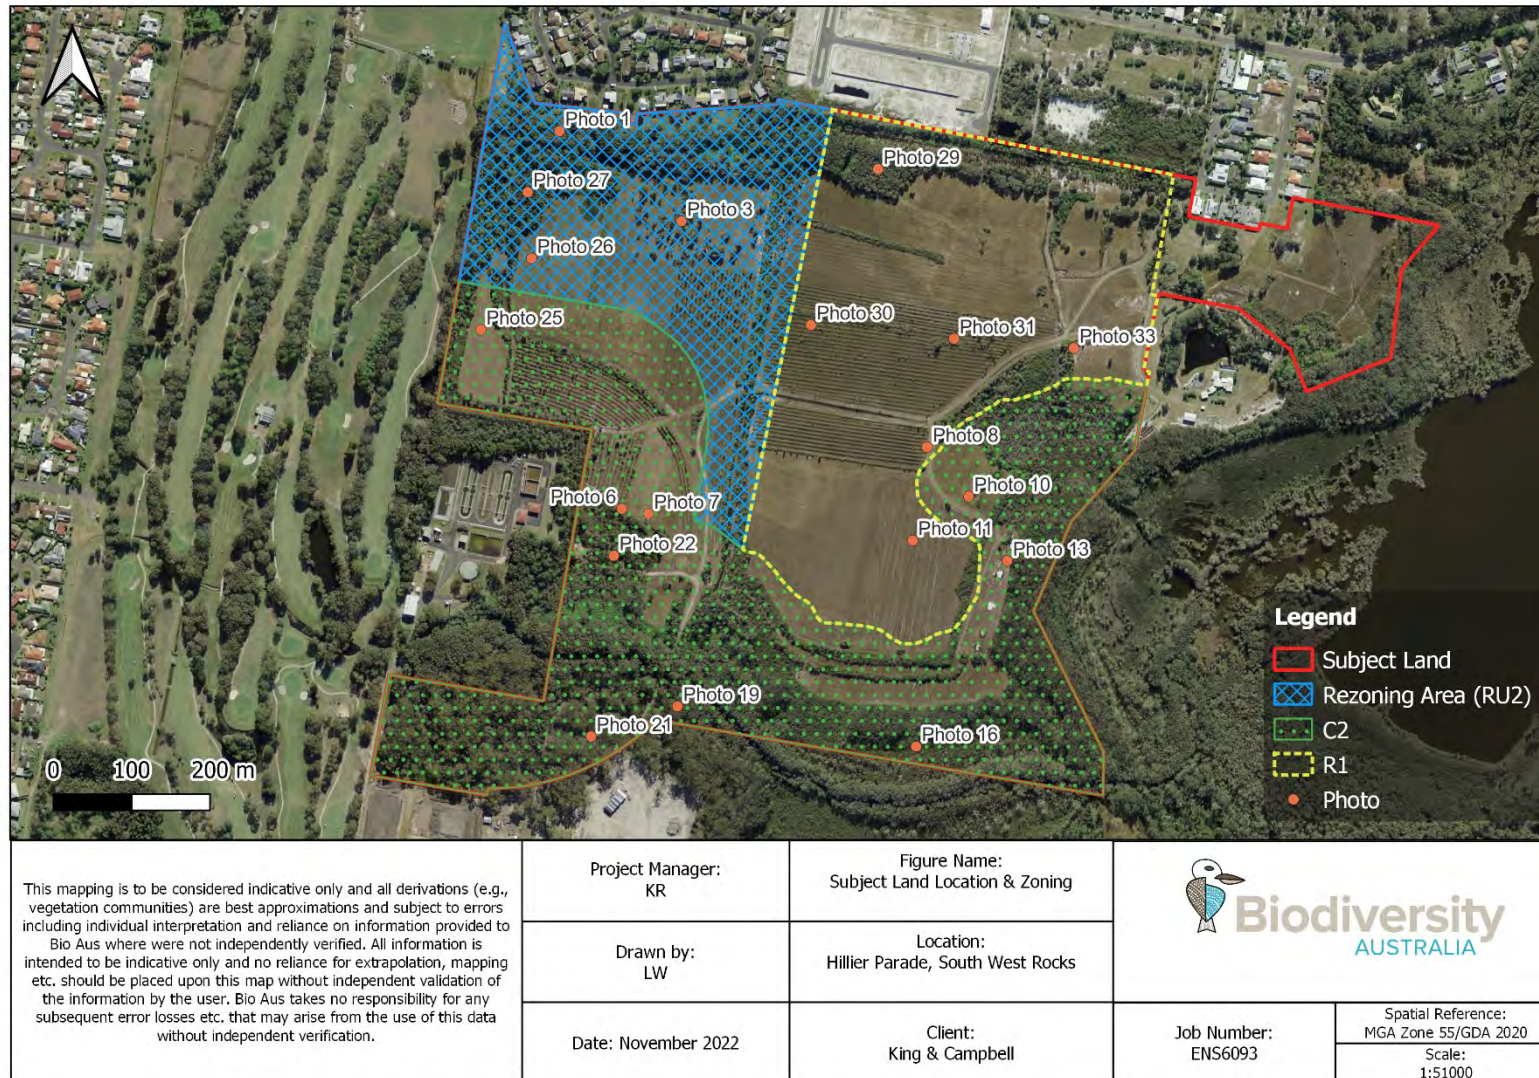 Photo 1
Photo 29
Photo 27
Photo 3
Photo 26
Photo 25
Photo 30
Photo 31
Photo 33
Photo 8
Photo 10
Photo 6
Photo 7
Photo 11
Photo 22
Photo 13
Photo 19
Photo 21
Photo 16
0 100 200 m
Legend
Subject Land
Rezoning Area (RU2)
C2
R1
Photo
This mapping is to be considered indicative only and all derivations (e.g.,
vegetation communities) are best approximations and subject to errors
including individual interpretation and reliance on information provided to
Bio Aus where were not independently verified. All information is
intended to be indicative only and no reliance for extrapolation, mapping
etc. should be placed upon this map without independent validation of
the information by the user. Bio Aus takes no responsibility for any
subsequent error losses etc. that may arise from the use of this data
without independent verification.
Project Manager:
KR
Figure Name:
Subject Land Location & Zoning
Drawn by:
LW
Location:
Hillier Parade, South West Rocks
Date: November 2022
Client:
King & Campbell
Biodiversity
AUSTRALIA
Job Number:
ENS6093
Spatial Reference:
MGA Zone 55/GDA 2020
Scale:
1:51000